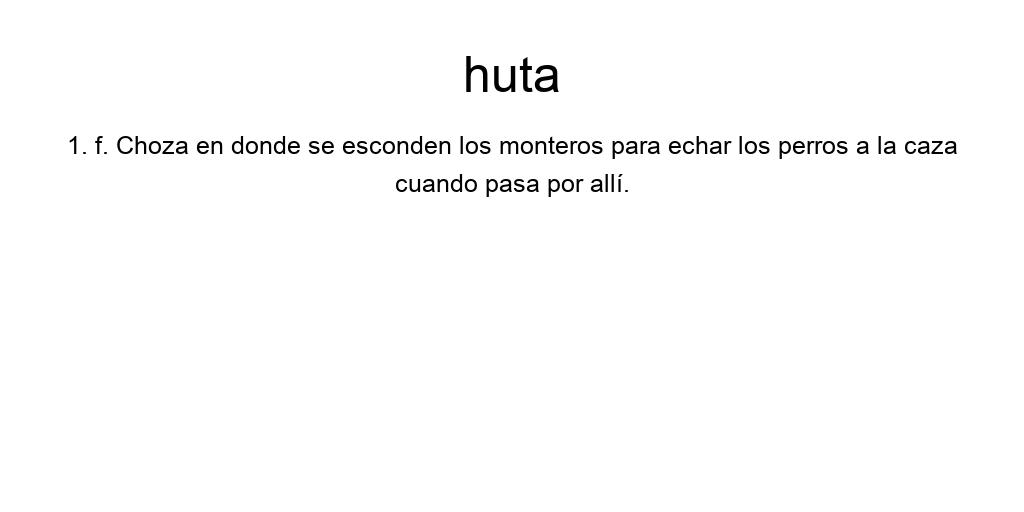 huta
1. f. Choza en donde se esconden los monteros para echar los perros a la caza
cuando pasa por allí.